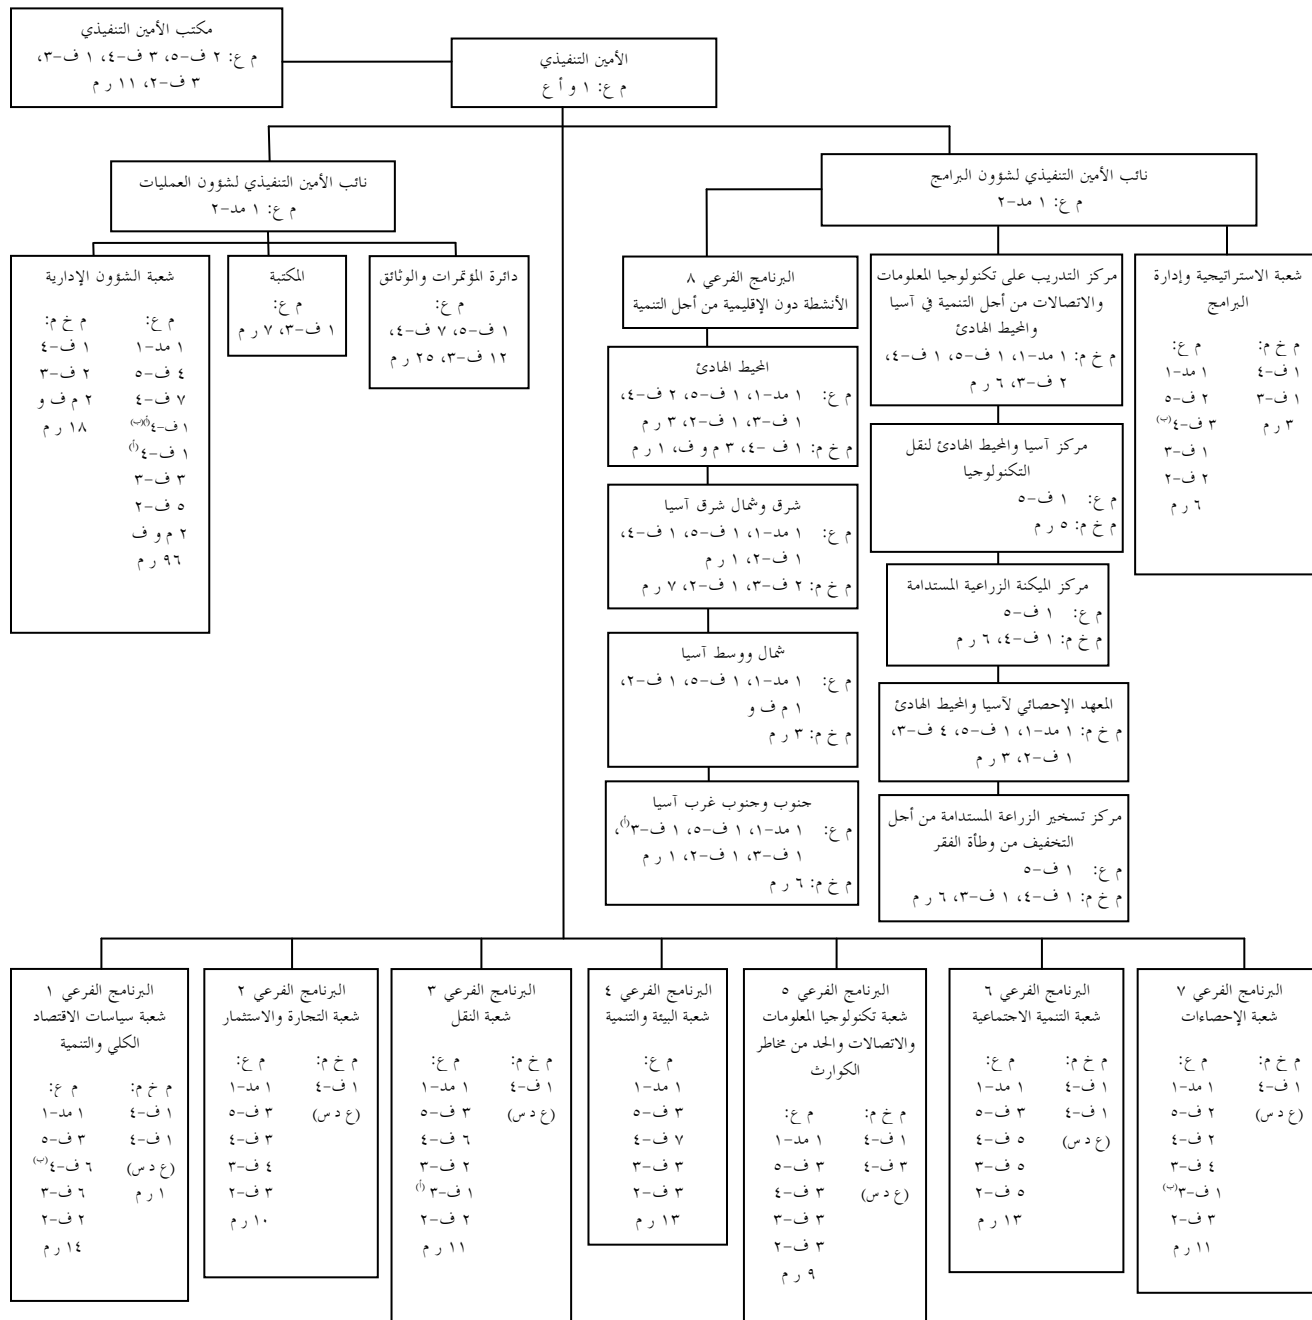 مكتب الأمين التنفيذي
م ع: ٢ ف-٥، ٣ ف-٤، ١ ف-٣،
٣ ف-٢، ١١ ر م
الأمين التنفيذي
م ع: ١ و أ ع
نائب الأمين التنفيذي لشؤون البرامج
م ع: ١ مد-٢
نائب الأمين التنفيذي لشؤون العمليات
م ع: ١ مد-٢
شعبة الاستراتيجية وإدارة
البرامج
م خ م: م ع:
١ ف-٤ ١ مد-١
١ ف-٣ ٢ ف-٥
٣ ر م ٣ ف-٤(ب)
١ ف-٣
٢ ف-٢
٦ ر م
مركز التدريب على تكنولوجيا المعلومات
والاتصالات من أجل التنمية في آسيا
والمحيط الهادئ
م خ م: ١ مد-١، ١ ف-٥، ١ ف-٤،
٢ ف-٣، ٦ ر م
مركز آسيا والمحيط الهادئ لنقل
التكنولوجيا
م ع: ١ ف-٥
م خ م: ٥ ر م
مركز الميكنة الزراعية المستدامة
م ع: ١ ف-٥
م خ م: ١ ف-٤، ٦ ر م
المعهد الإحصائي لآسيا والمحيط الهادئ
م خ م: ١ مد-١، ١ ف-٥، ٤ ف-٣،
١ ف-٢، ٣ ر م
مركز تسخير الزراعة المستدامة من أجل
التخفيف من وطأة الفقر
م ع: ١ ف-٥
م خ م: ١ ف-٤، ١ ف-٣، ٦ ر م
البرنامج الفرعي ٨
الأنشطة دون الإقليمية من أجل التنمية
المحيط الهادئ
م ع: ١ مد-١، ١ ف-٥، ٢ ف-٤،
١ ف-٣، ١ ف-٢، ٣ ر م
م خ م: ١ ف -٤، ٣ م و ف، ١ ر م
شرق وشمال شرق آسيا
م ع: ١ مد-١، ١ ف-٥، ١ ف-٤،
١ ف-٢، ١ ر م
م خ م: ٢ ف-٣، ١ ف-٢، ٧ ر م
شمال ووسط آسيا
م ع: ١ مد-١، ١ ف-٥، ١ ف-٢،
١ م ف و
م خ م: ٣ ر م
جنوب وجنوب غرب آسيا
م ع: ١ مد-١، ١ ف-٥، ١ ف-٣(أ)،
١ ف-٣، ١ ف-٢، ١ ر م
م خ م: ٦ ر م
دائرة المؤتمرات والوثائق
م ع:
١ ف-٥، ٧ ف-٤،
١٢ ف-٣، ٢٥ ر م
المكتبة
م ع:
١ ف-٣، ٧ ر م
شعبة الشؤون الإدارية
م ع: م خ م:
١ مد-١ ١ ف-٤
٤ ف-٥ ٢ ف-٣
٧ ف-٤ ٢ م ف و
١ ف-٤(أ)(ب) ١٨ ر م
١ ف-٤(أ)
٣ ف-٣
٥ ف-٢
٢ م و ف
٩٦ ر م
البرنامج الفرعي ٧
شعبة الإحصاءات
م خ م: م ع:
١ ف-٤ ١ مد-١
(ع د س) ٢ ف-٥
٢ ف-٤
٤ ف-٣
١ ف-٣(ب)
٣ ف-٢
١١ ر م
البرنامج الفرعي ٦
شعبة التنمية الاجتماعية
م خ م: م ع:
١ ف-٤ ١ مد-١
١ ف-٤ ٣ ف-٥
(ع د س) ٥ ف-٤
٥ ف-٣
٥ ف-٢
١٣ ر م
البرنامج الفرعي ٥
شعبة تكنولوجيا المعلومات
والاتصالات والحد من مخاطر
الكوارث
م خ م: م ع:
١ ف-٤ ١ مد-١
٣ ف-٤ ٣ ف-٥
(ع د س) ٣ ف-٤
٣ ف-٣
٣ ف-٢
٩ ر م
البرنامج الفرعي ٤
شعبة البيئة والتنمية
م ع:
١ مد-١
٣ ف-٥
٧ ف-٤
٣ ف-٣
٣ ف-٢
١٣ ر م
البرنامج الفرعي ٣
شعبة النقل
م خ م: م ع:
١ ف-٤ ١ مد-١
(ع د س) ٣ ف-٥
٦ ف-٤
٢ ف-٣
١ ف-٣(أ)
٢ ف-٢
١١ ر م
البرنامج الفرعي ٢
شعبة التجارة والاستثمار
م خ م: م ع:
١ ف-٤ ١ مد-١
(ع د س) ٣ ف-٥
٣ ف-٤
٤ ف-٣
٣ ف-٢
١٠ ر م
البرنامج الفرعي ١
شعبة سياسات الاقتصاد
الكلي والتنمية
م خ م: م ع:
١ ف-٤ ١ مد-١
١ ف-٤ ٣ ف-٥
(ع د س) ٦ ف-٤(ب)
١ ر م ٦ ف-٣
٢ ف-٢
١٤ ر م